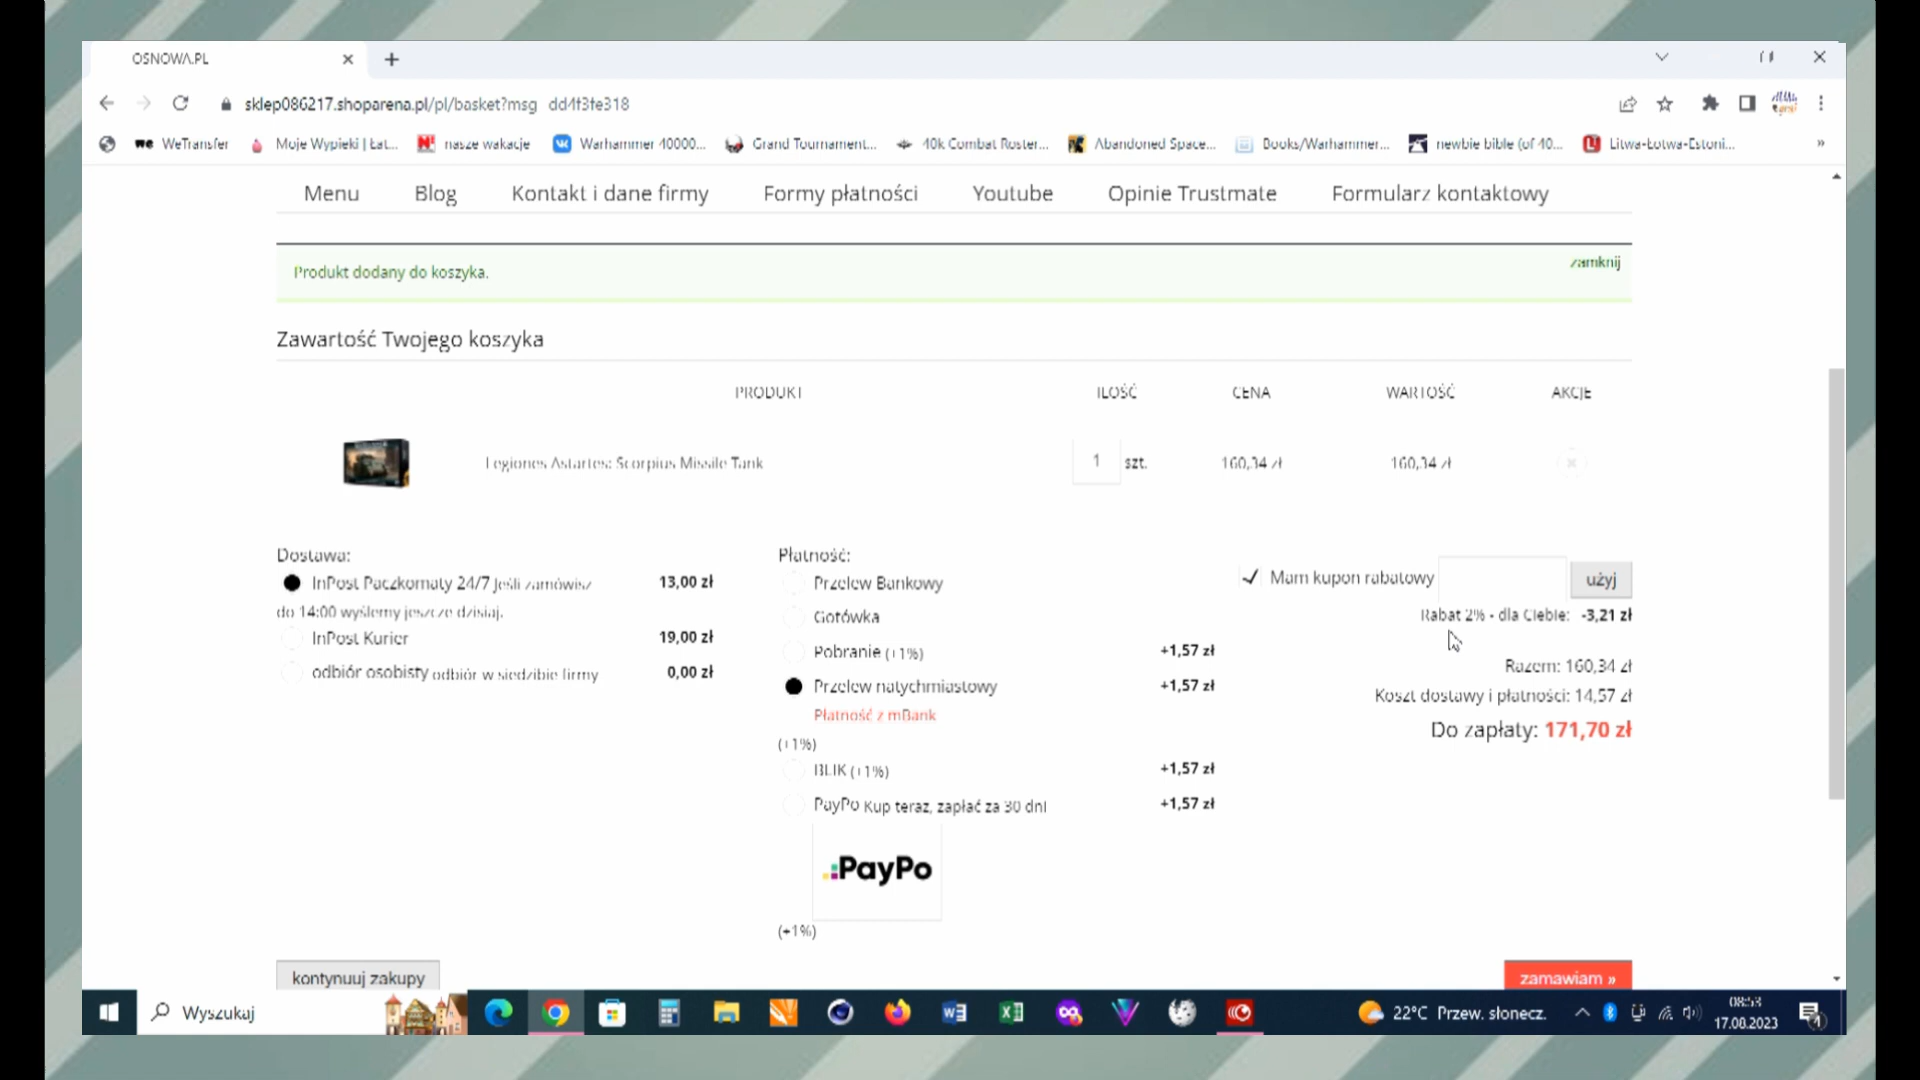 OSNOWA.PL
sklep086217.shoparena.pl/pl/basket?msg dd4f3fe318
WeTransfer Moje Wypieki | Łat... nasze wakacje Warhammer 40000... Grand Tournament... 40k Combat Roster... Abandoned Space... Books/Warhammer... newbie bible (of 40... Litwa-Łotwa-Estoni... »
Menu Blog Kontakt i dane firmy Formy płatności Youtube Opinie Trustmate Formularz kontaktowy
Produkt dodany do koszyka. zamknij
Zawartość Twojego koszyka
PRODUKT ILOŚĆ CENA WARTOŚĆ AKCJE
Legiones Astartes: Scorpius Missile Tank 1 szt. 160,34 zł 160,34 zł
Dostawa:
InPost Paczkomaty 24/7 Jeśli zamówisz 13,00 zł
do 14:00 wyślemy jeszcze dzisiaj.
InPost Kurier 19,00 zł
odbiór osobisty odbiór w siedzibie firmy 0,00 zł
Płatność:
Przelew Bankowy
Gotówka
Pobranie (+1%) +1,57 zł
Przelew natychmiastowy +1,57 zł
Płatność z mBank
(+1%)
BLIK (+1%) +1,57 zł
PayPo Kup teraz, zapłać za 30 dni +1,57 zł
PayPo
(+1%)
Mam kupon rabatowy użyj
Rabat 2% - dla Ciebie: -3,21 zł
Razem: 160,34 zł
Koszt dostawy i płatności: 14,57 zł
Do zapłaty: 171,70 zł
kontynuuj zakupy zamawiam »
Wyszukaj 22°C Przew. słonecz. 08:53
17.08.2023